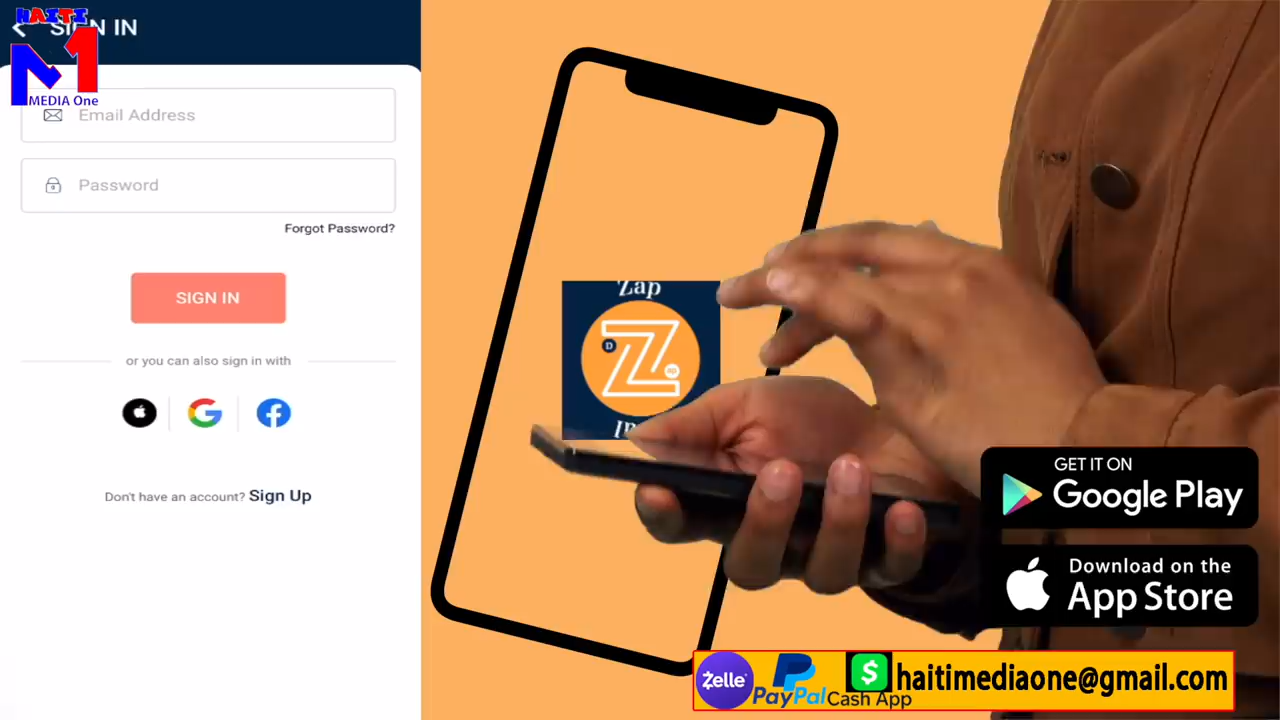 HAITI
SIGN IN
M1
MEDIA One
Email Address
Password
Forgot Password?
SIGN IN
or you can also sign in with
Don't have an account? Sign Up
Zap
Z
D
GET IT ON
Google Play
Download on the
App Store
Zelle
PayPal
$
Cash App
haitimediaone@gmail.com